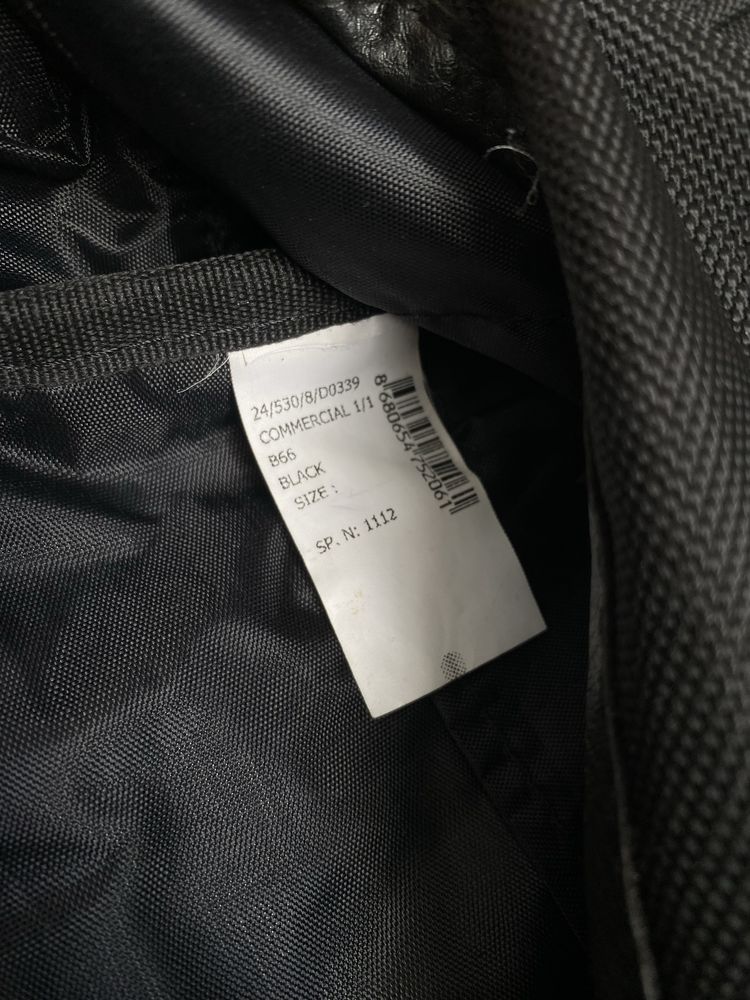 24/530/8/D0339
COMMERCIAL 1/1
B66
BLACK
SIZE :
SP. N: 1112
8680654752061